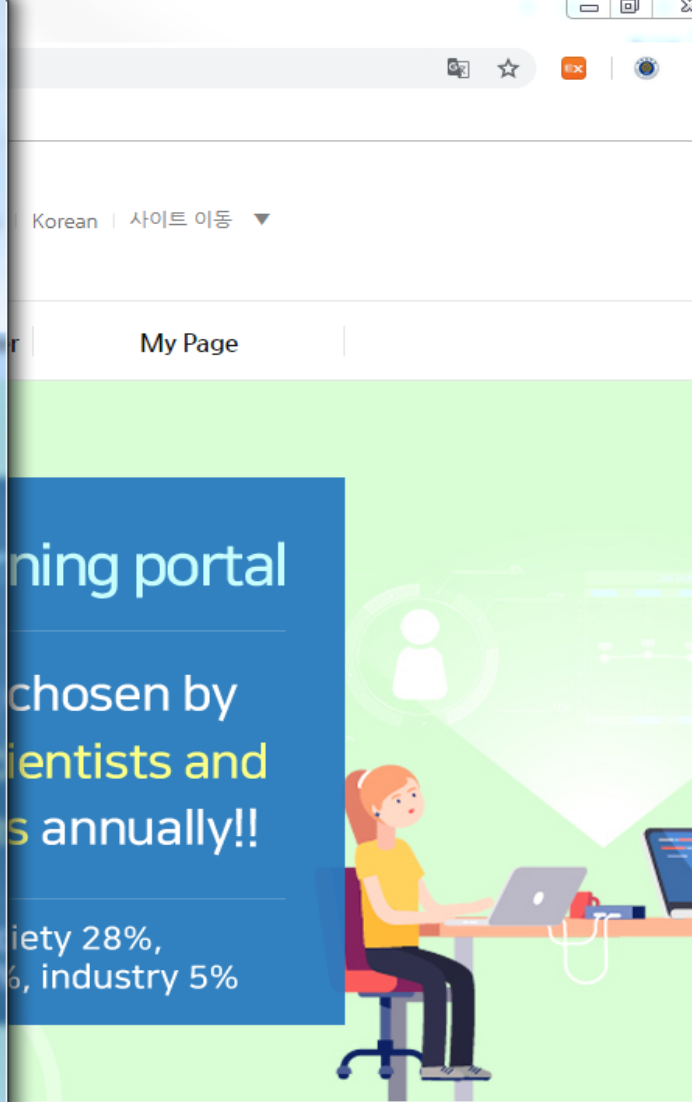 Korean
사이트 이동
r
My Page
ning portal
chosen by
ientists and
s annually!!
iety 28%,
%, industry 5%